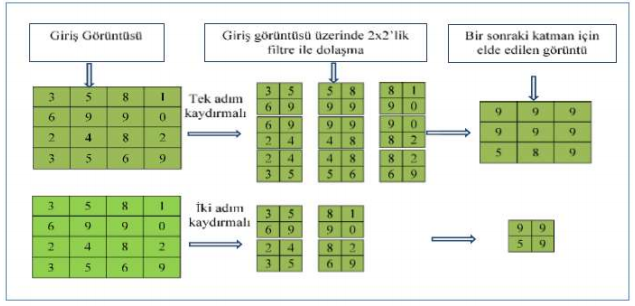 Giriş Görüntüsü
Giriş görüntüsü üzerinde 2x2'lik
filtre ile dolaşma
Bir sonraki katman için
elde edilen görüntü
3 5 8 1
6 9 9 0
2 4 8 2
3 5 6 9
Tek adım
kaydırmalı
3 5 5 8 8 1
6 9 9 9 9 0
6 9 9 9 9 0
2 4 4 8 8 2
2 4 4 8 8 2
3 5 5 6 6 9
9 9 9
9 9 9
5 8 9
3 5 8 1
6 9 9 0
2 4 8 2
3 5 6 9
İki adım
kaydırmalı
3 5 8 1
6 9 9 0
2 4 8 2
3 5 6 9
9 9
5 9